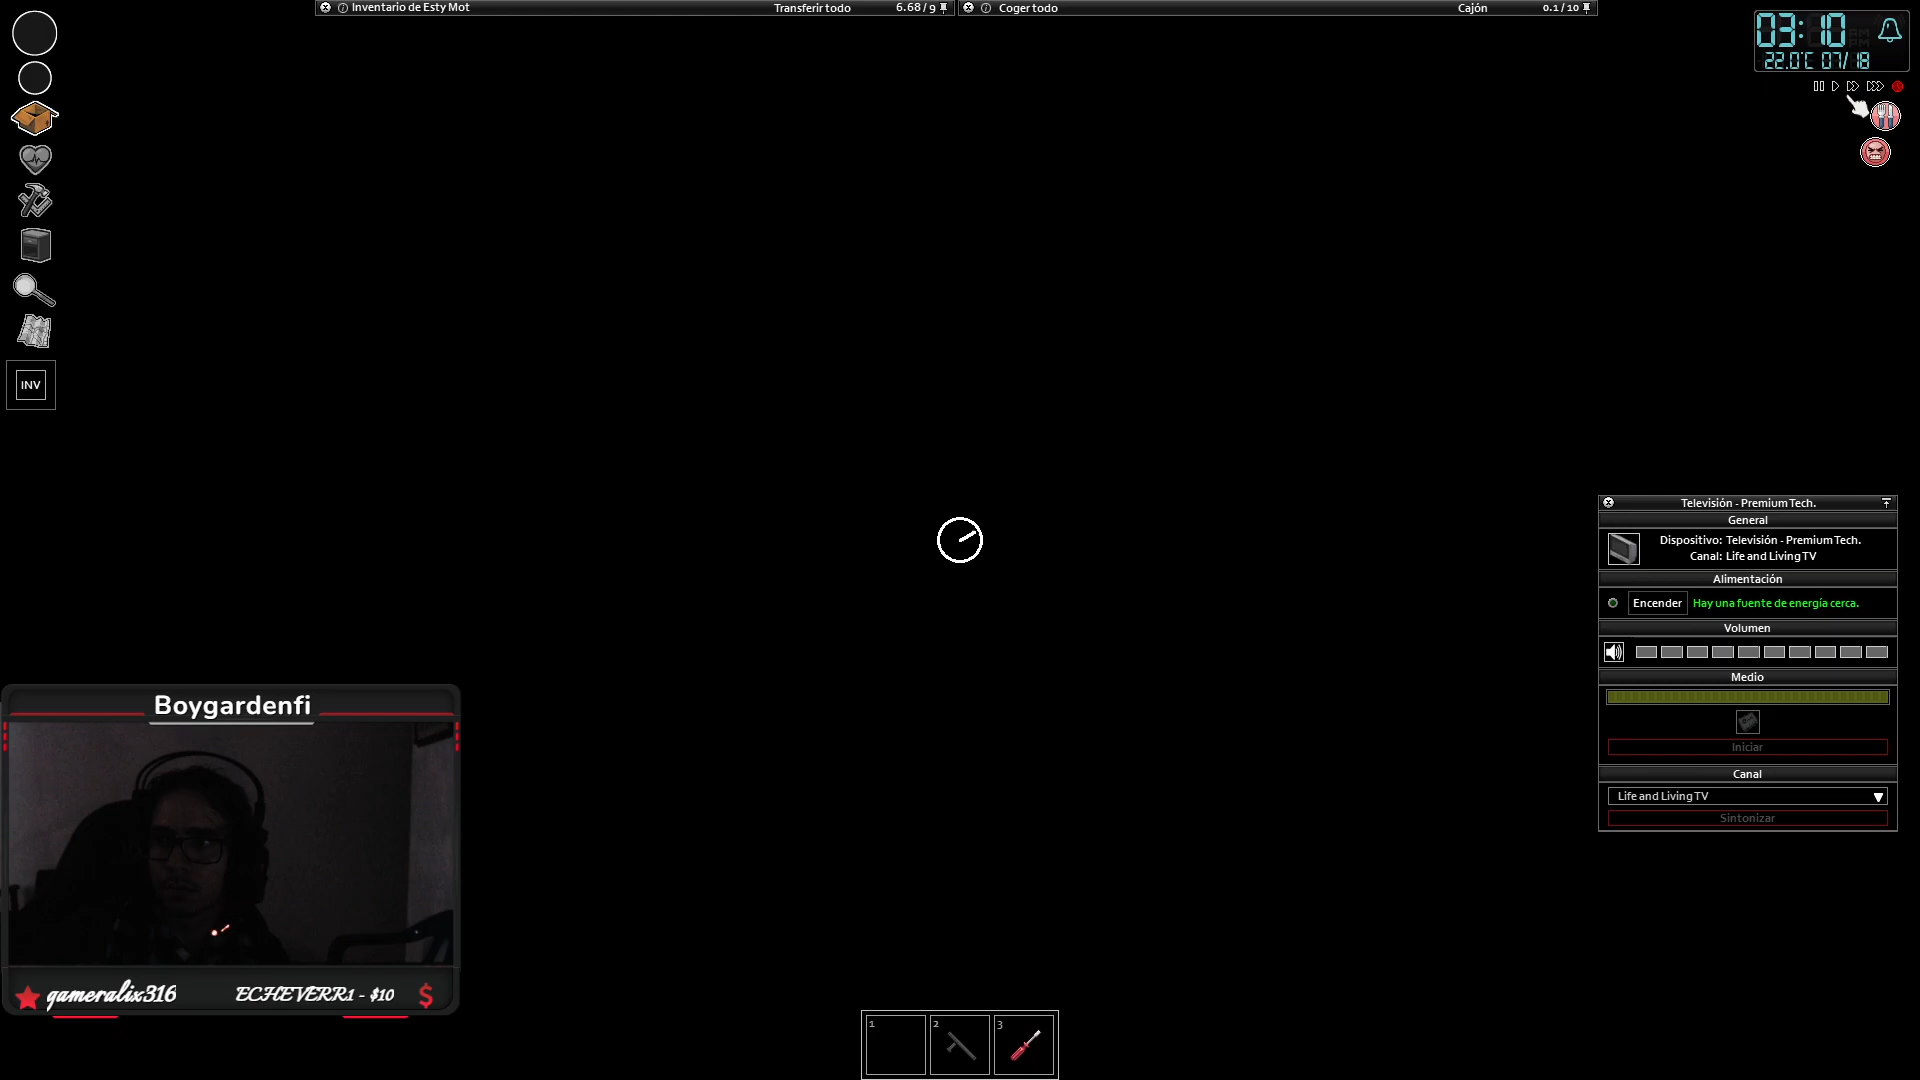 Inventario de Esty Mot Transferir todo 6.68 / 9
Coger todo Cajón 0.1 / 10
03:10
22.0°C 07/18
INV
Televisión - Premium Tech.
General
Dispositivo: Televisión - Premium Tech.
Canal: Life and Living TV
Alimentación
Encender Hay una fuente de energía cerca.
Volumen
Medio
Iniciar
Canal
Life and Living TV
Sintonizar
Boygardenfi
gameralix316 ECHEVERR1 - $10 $
1 2 3